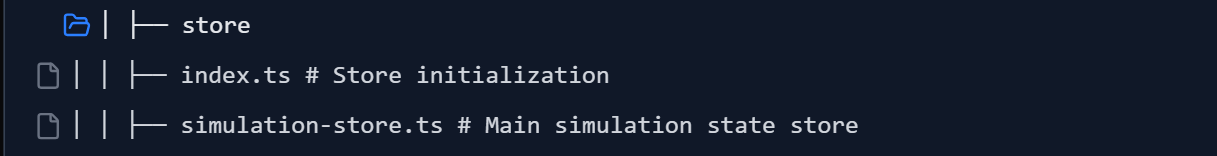 │ ├── store
│ │ ├── index.ts # Store initialization
│ │ ├── simulation-store.ts # Main simulation state store